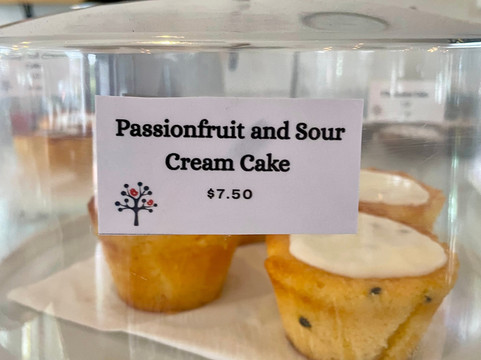 Passionfruit and Sour
Cream Cake
$7.50